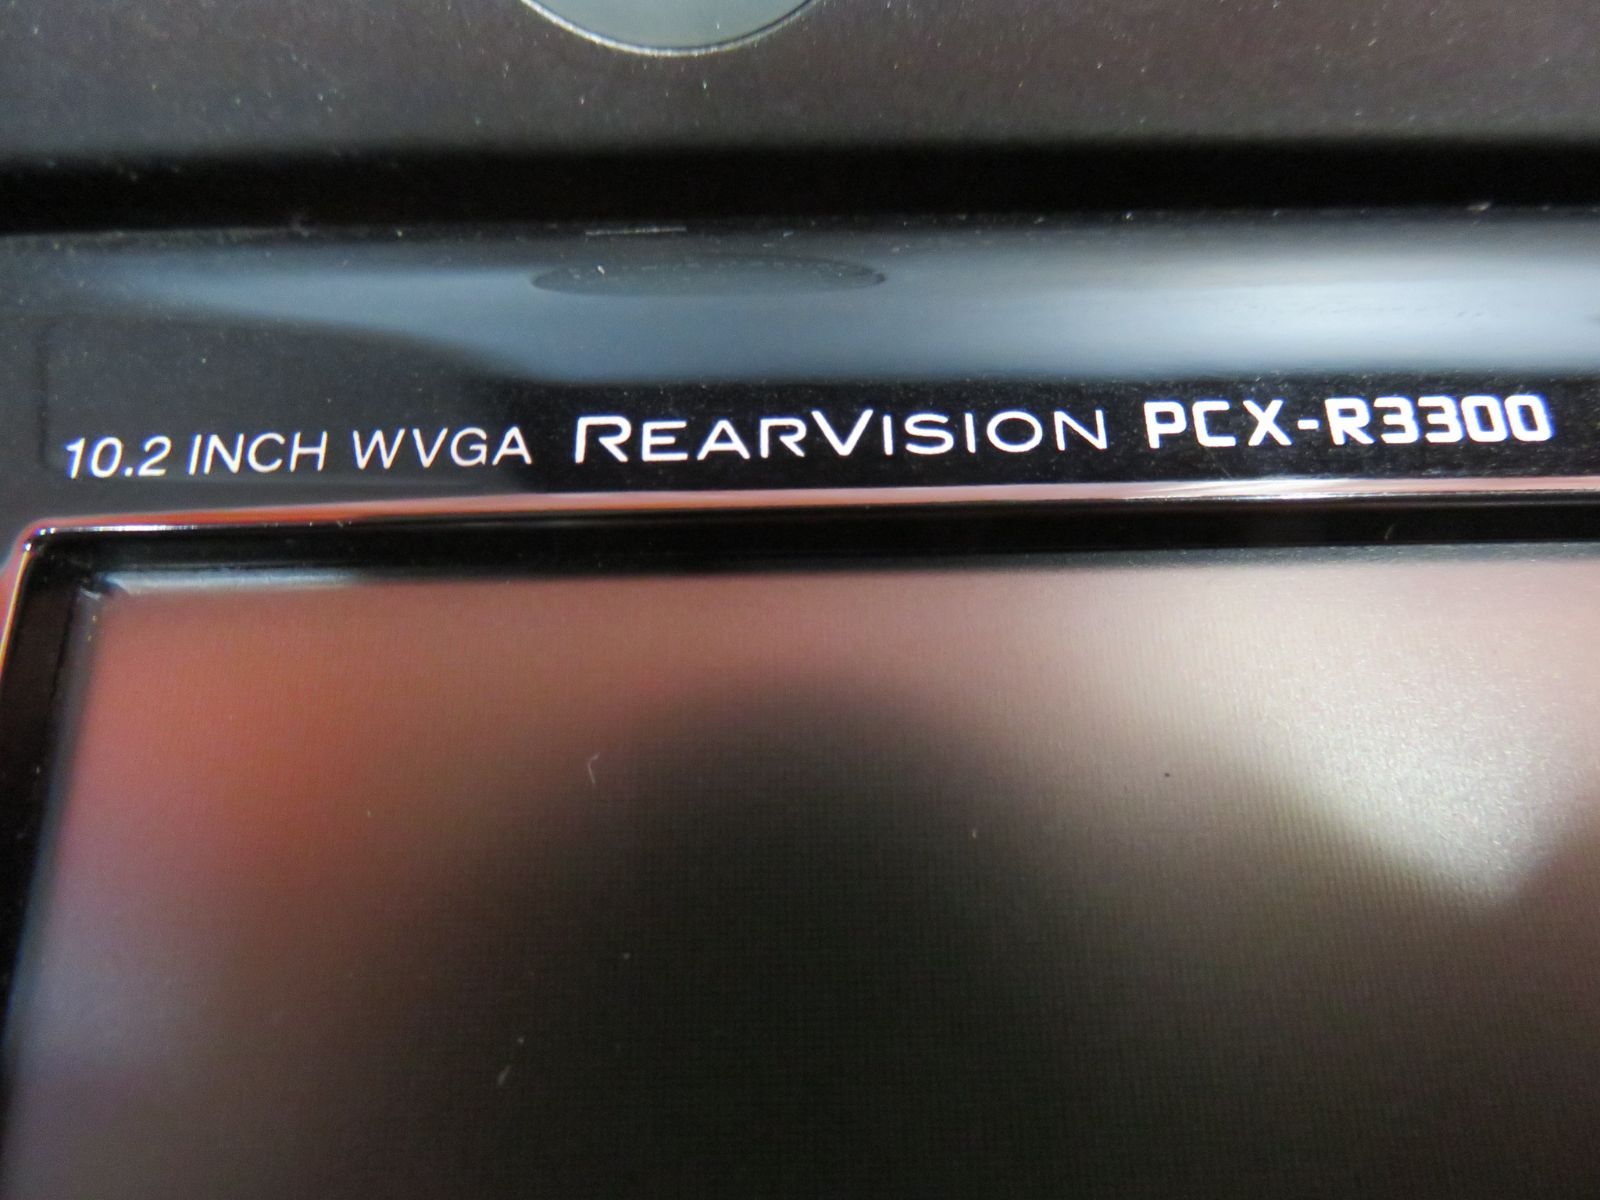 10.2 INCH WVGA REARVISION PCX-R3300